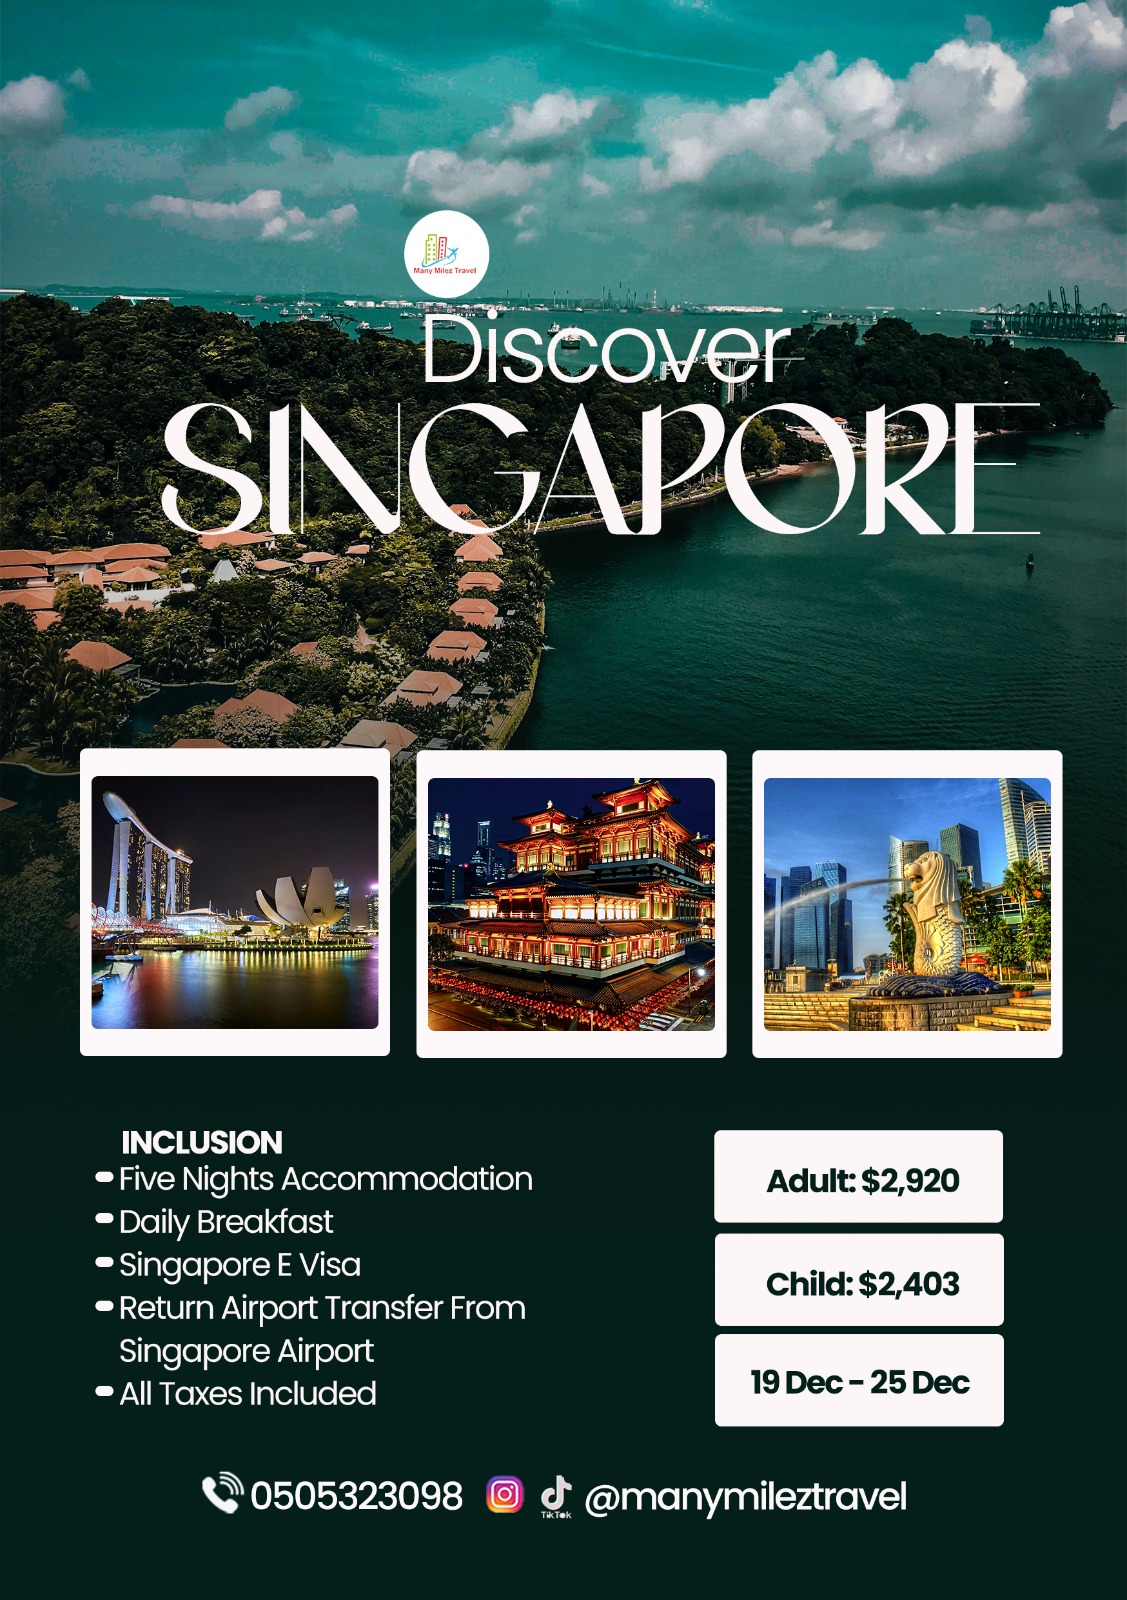 Many Milez Travel
Discover
SINGAPORE
INCLUSION
Five Nights Accommodation
Daily Breakfast
Singapore E Visa
Return Airport Transfer From
Singapore Airport
All Taxes Included
Adult: $2,920
Child: $2,403
19 Dec - 25 Dec
0505323098 TikTok @manymileztravel